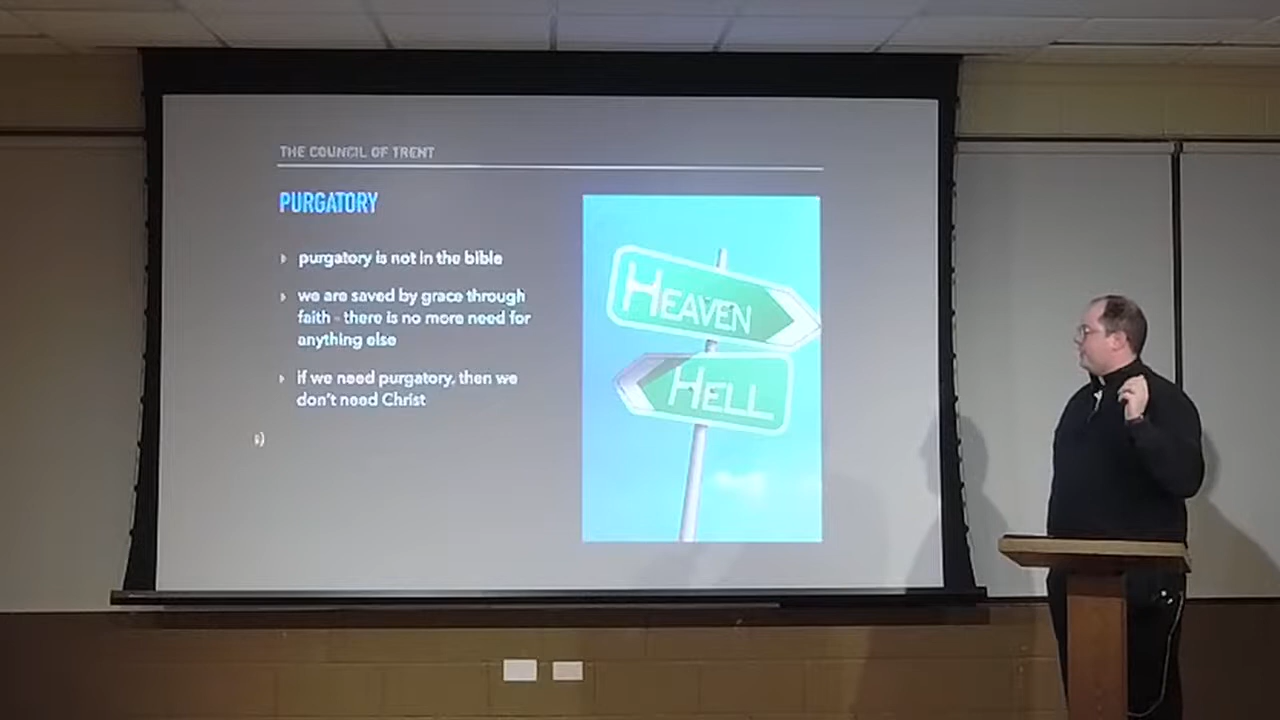 THE COUNCIL OF TRENT
PURGATORY
purgatory is not in the bible
we are saved by grace through
faith - there is no more need for
anything else
if we need purgatory, then we
don't need Christ
HEAVEN
HELL